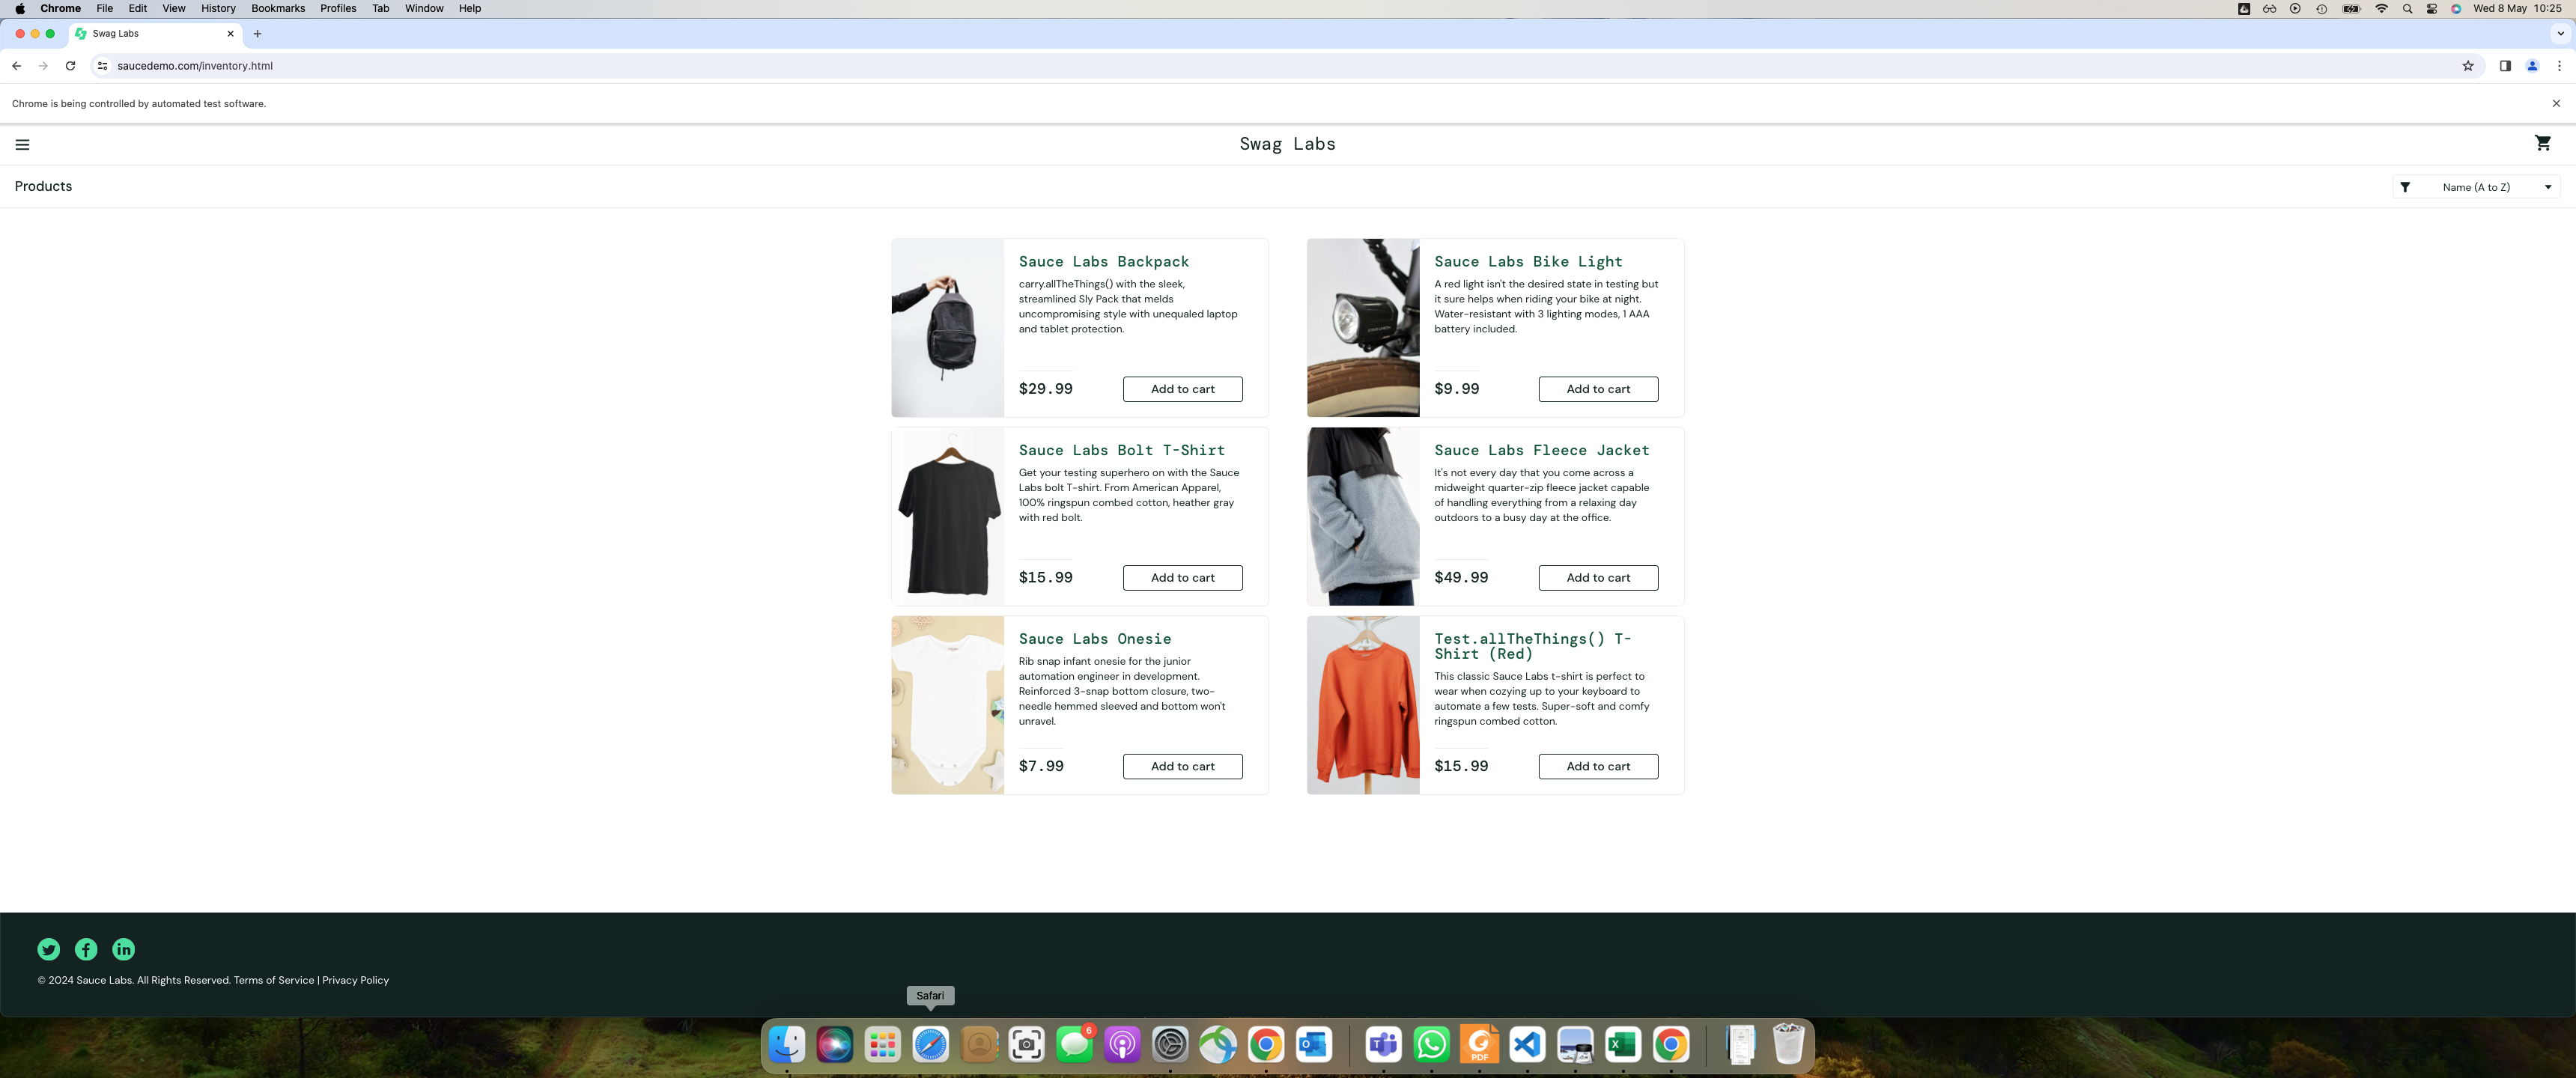 Chrome File Edit View History Bookmarks Profiles Tab Window Help Wed 8 May 10:25
Swag Labs
saucedemo.com/inventory.html
Chrome is being controlled by automated test software.
Swag Labs
Products
Name (A to Z)
Sauce Labs Backpack
carry.allTheThings() with the sleek,
streamlined Sly Pack that melds
uncompromising style with unequaled laptop
and tablet protection.
$29.99
Add to cart
Sauce Labs Bike Light
A red light isn't the desired state in testing but
it sure helps when riding your bike at night.
Water-resistant with 3 lighting modes, 1 AAA
battery included.
$9.99
Add to cart
Sauce Labs Bolt T-Shirt
Get your testing superhero on with the Sauce
Labs bolt T-shirt. From American Apparel,
100% ringspun combed cotton, heather gray
with red bolt.
$15.99
Add to cart
Sauce Labs Fleece Jacket
It's not every day that you come across a
midweight quarter-zip fleece jacket capable
of handling everything from a relaxing day
outdoors to a busy day at the office.
$49.99
Add to cart
Sauce Labs Onesie
Rib snap infant onesie for the junior
automation engineer in development.
Reinforced 3-snap bottom closure, two-
needle hemmed sleeved and bottom won't
unravel.
$7.99
Add to cart
Test.allTheThings() T-
Shirt (Red)
This classic Sauce Labs t-shirt is perfect to
wear when cozying up to your keyboard to
automate a few tests. Super-soft and comfy
ringspun combed cotton.
$15.99
Add to cart
© 2024 Sauce Labs. All Rights Reserved. Terms of Service | Privacy Policy
Safari
6
PDF